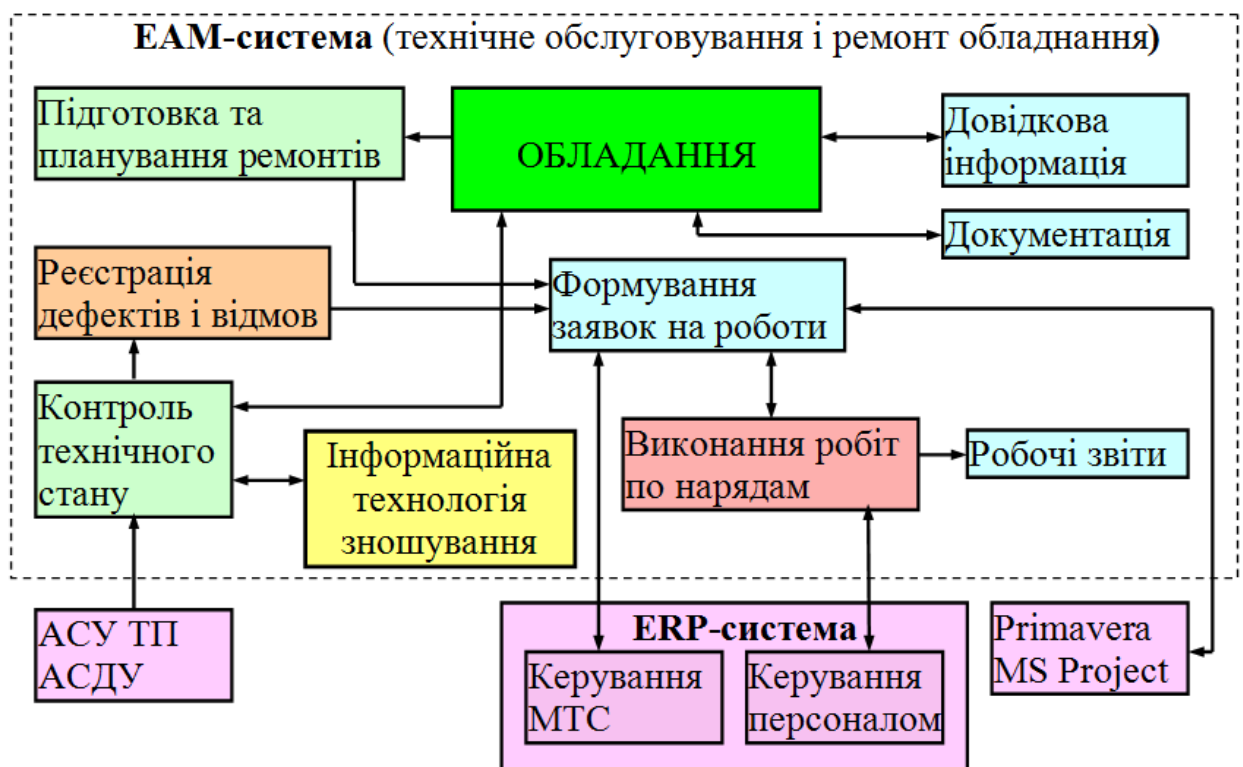 ЕАМ-система (технічне обслуговування і ремонт обладнання)
Підготовка та
планування ремонтів
ОБЛАДАННЯ
Довідкова
інформація
Документація
Реєстрація
дефектів і відмов
Формування
заявок на роботи
Контроль
технічного
стану
Інформаційна
технологія
зношування
Виконання робіт
по нарядам
Робочі звіти
АСУ ТП
АСДУ
ERP-система
Керування
МТС
Керування
персоналом
Primavera
MS Project